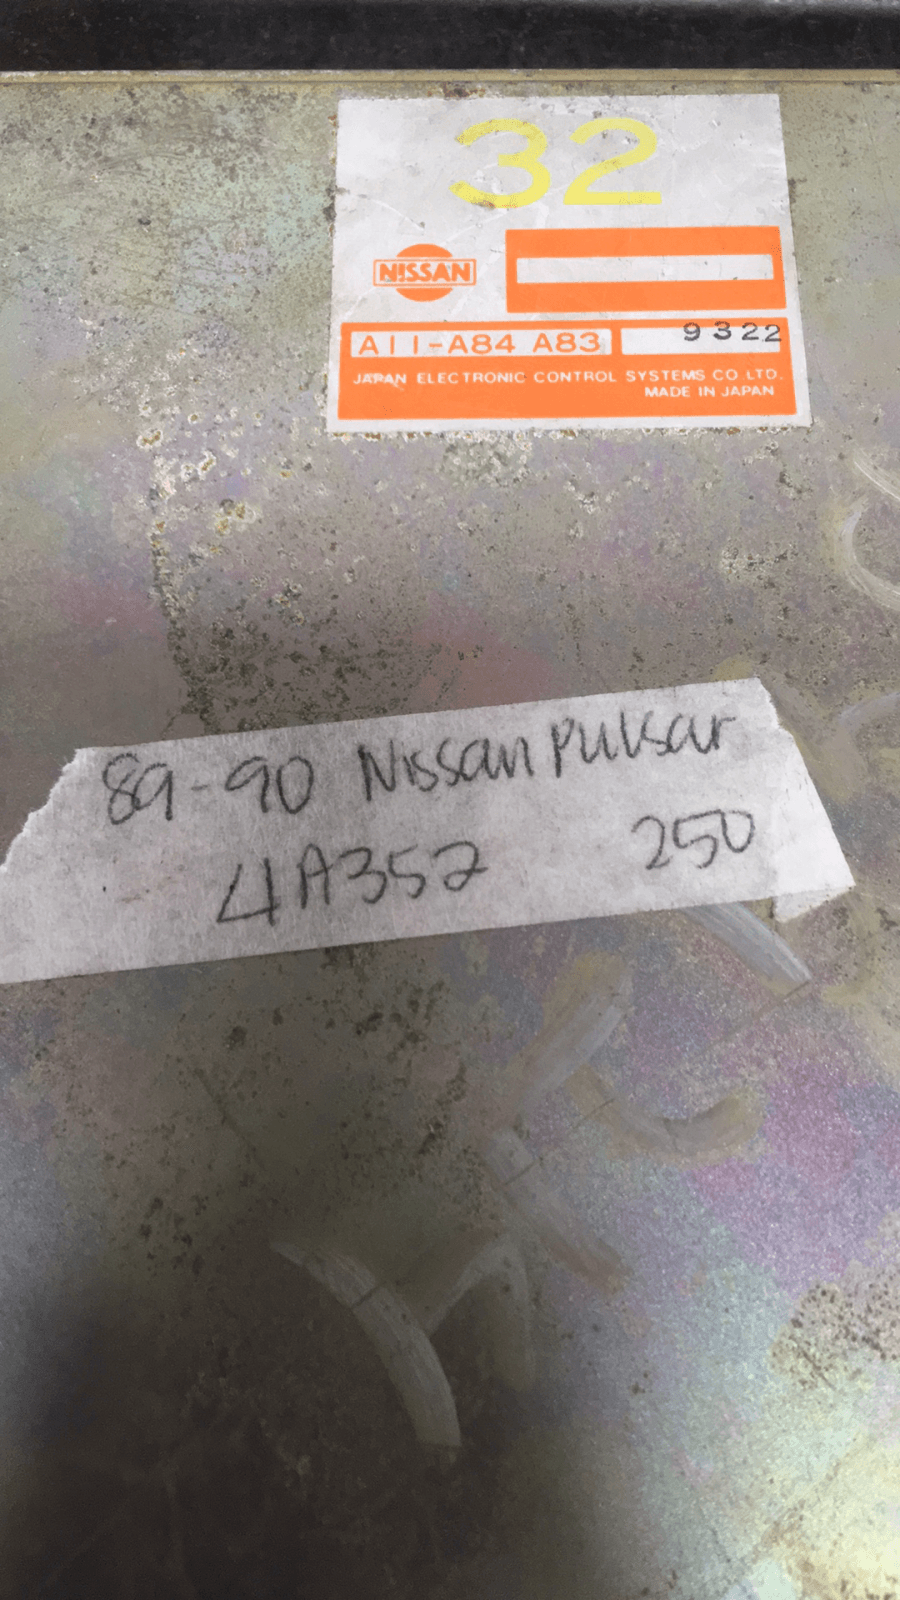 32
NISSAN
A11-A84 A83 9322
JAPAN ELECTRONIC CONTROL SYSTEMS CO LTD.
MADE IN JAPAN
89-90 Nissan Pulsar
4A352 250